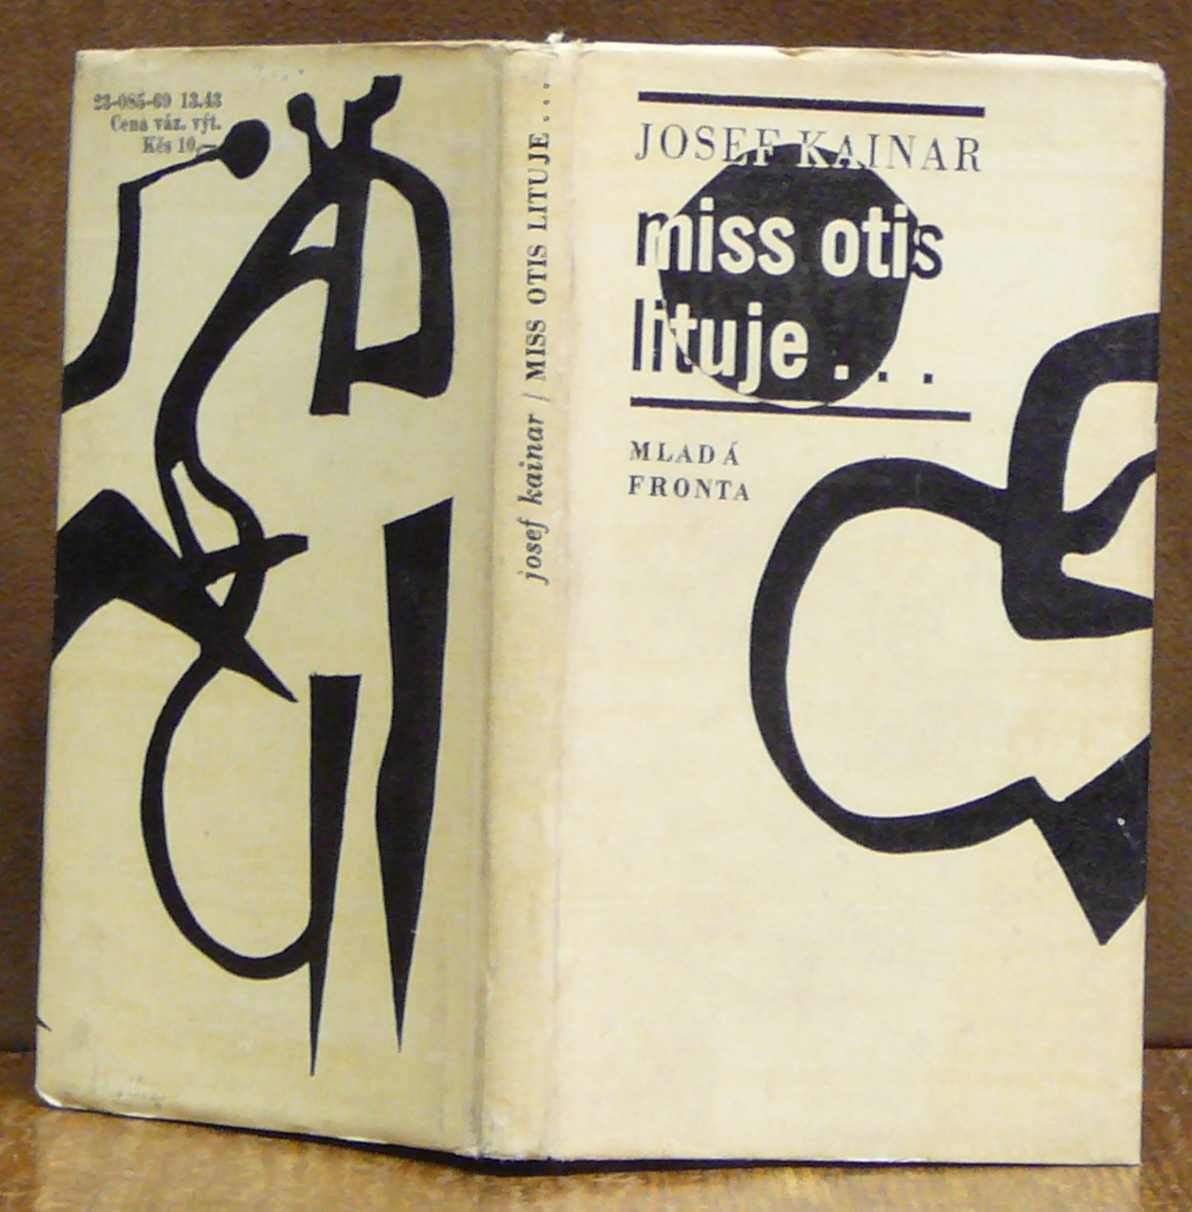 23-085-69 13.43
Cena váz. výt.
Kčs 10,—
josef kainar / MISS OTIS LITUJE...
JOSEF KAINAR
miss otis
lituje...
MLADÁ
FRONTA